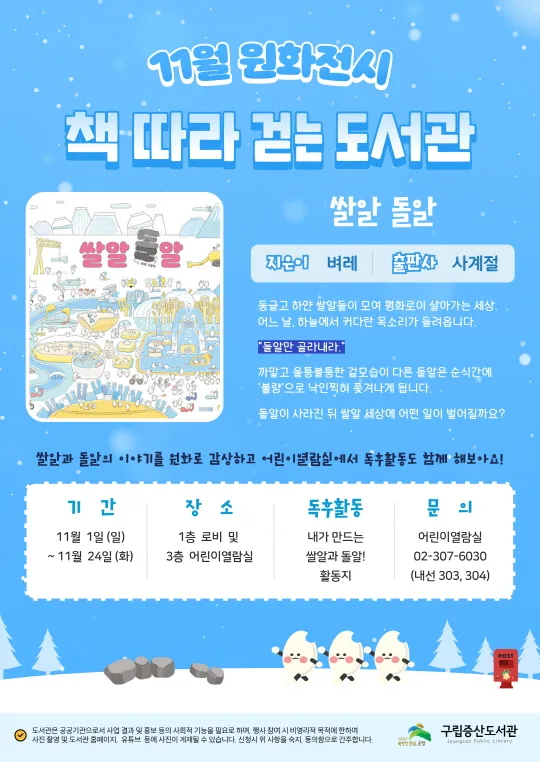 11월 원화전시
책 따라 걷는 도서관
쌀알 돌알
쌀알 돌알
지은이 벼레 출판사 사계절
둥글고 하얀 쌀알들이 모여 평화로이 살아가는 세상.
어느 날, 하늘에서 커다란 목소리가 들려옵니다.
"돌알만 골라내라."
까맣고 울퉁불퉁한 겉모습이 다른 돌알은 순식간에
'불량'으로 낙인찍혀 쫓겨나게 됩니다.
돌알이 사라진 뒤 쌀알 세상에 어떤 일이 벌어질까요?
쌀알과 돌알의 이야기를 원화로 감상하고 어린이열람실에서 독후활동도 함께 해보아요!
기 간
11월 1일 (일)
~ 11월 24일 (화)
장 소
1층 로비 및
3층 어린이열람실
독후활동
내가 만드는
쌀알과 돌알!
활동지
문 의
어린이열람실
02-307-6030
(내선 303, 304)
POST
도서관은 공공기관으로서 사업 결과 및 홍보 등의 사회적 기능을 필요로 하며, 행사 참여 시 비영리적 목적에 한하여
사진 촬영 및 도서관 홈페이지, 유튜브 등에 사진이 게재될 수 있습니다. 신청시 위 사항을 숙지, 동의함으로 간주합니다.
구립증산도서관
Jeungsan Public Library